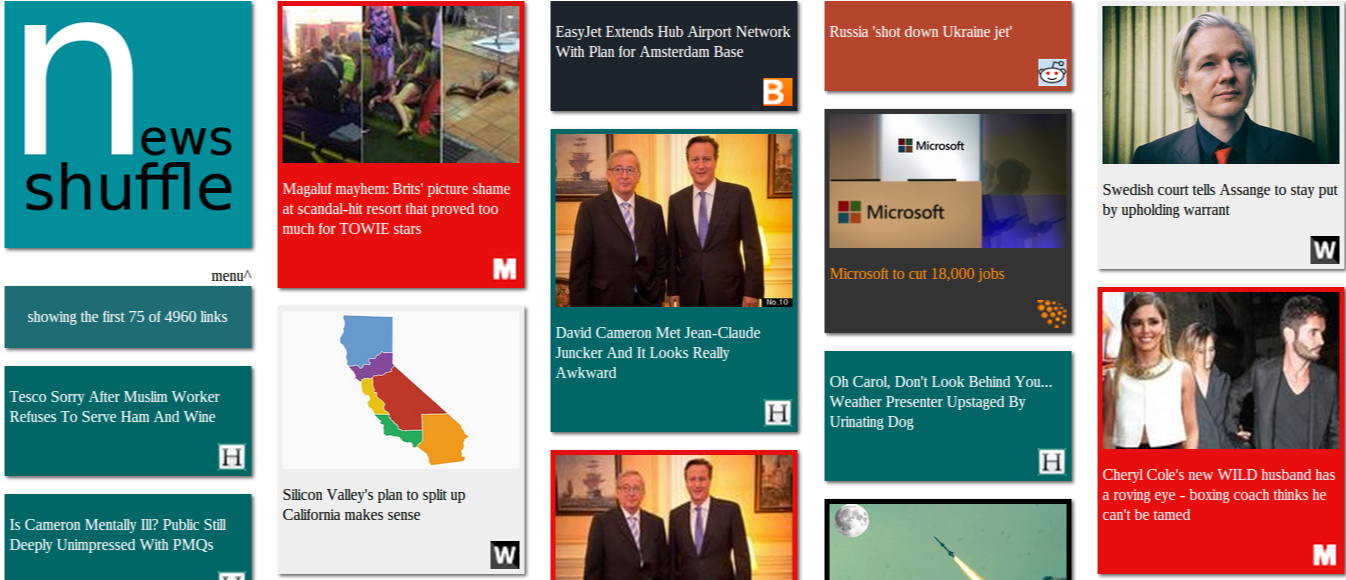 news
shuffle
menu^
showing the first 75 of 4960 links
Tesco Sorry After Muslim Worker
Refuses To Serve Ham And Wine
H
Is Cameron Mentally Ill? Public Still
Deeply Unimpressed With PMQs
H
Magaluf mayhem: Brits' picture shame
at scandal-hit resort that proved too
much for TOWIE stars
M
Silicon Valley's plan to split up
California makes sense
W
EasyJet Extends Hub Airport Network
With Plan for Amsterdam Base
B
No.10
David Cameron Met Jean-Claude
Juncker And It Looks Really
Awkward
H
Russia 'shot down Ukraine jet'
Microsoft
Microsoft
Microsoft to cut 18,000 jobs
Oh Carol, Don't Look Behind You...
Weather Presenter Upstaged By
Urinating Dog
H
Swedish court tells Assange to stay put
by upholding warrant
W
Cheryl Cole's new WILD husband has
a roving eye - boxing coach thinks he
can't be tamed
M